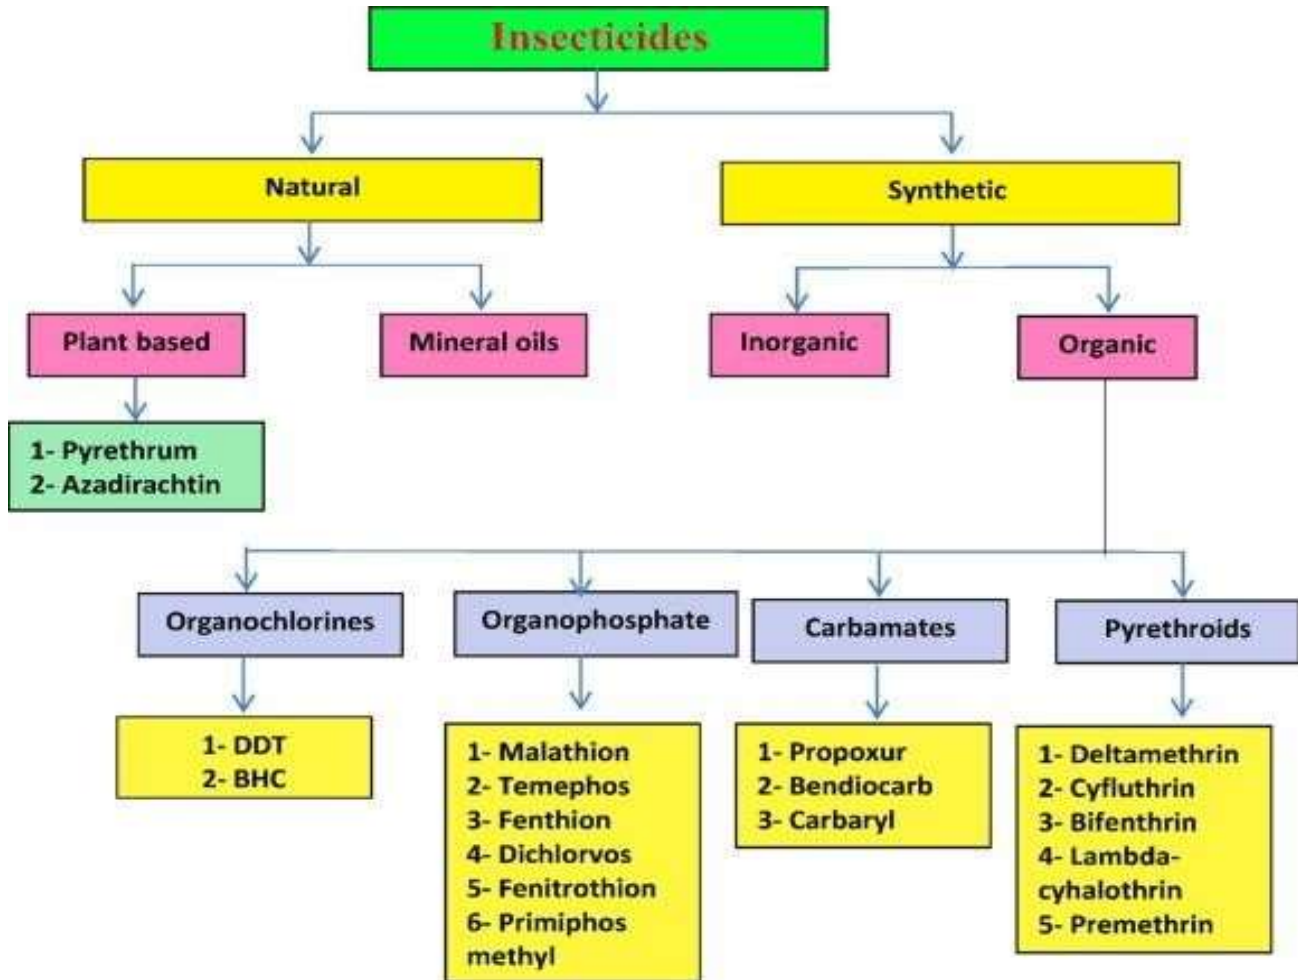 Insecticides
Natural
Synthetic
Plant based
Mineral oils
Inorganic
Organic
1- Pyrethrum
2- Azadirachtin
Organochlorines
Organophosphate
Carbamates
Pyrethroids
1- DDT
2- BHC
1- Malathion
2- Temephos
3- Fenthion
4- Dichlorvos
5- Fenitrothion
6- Primiphos
methyl
1- Propoxur
2- Bendiocarb
3- Carbaryl
1- Deltamethrin
2- Cyfluthrin
3- Bifenthrin
4- Lambda-
cyhalothrin
5- Premethrin